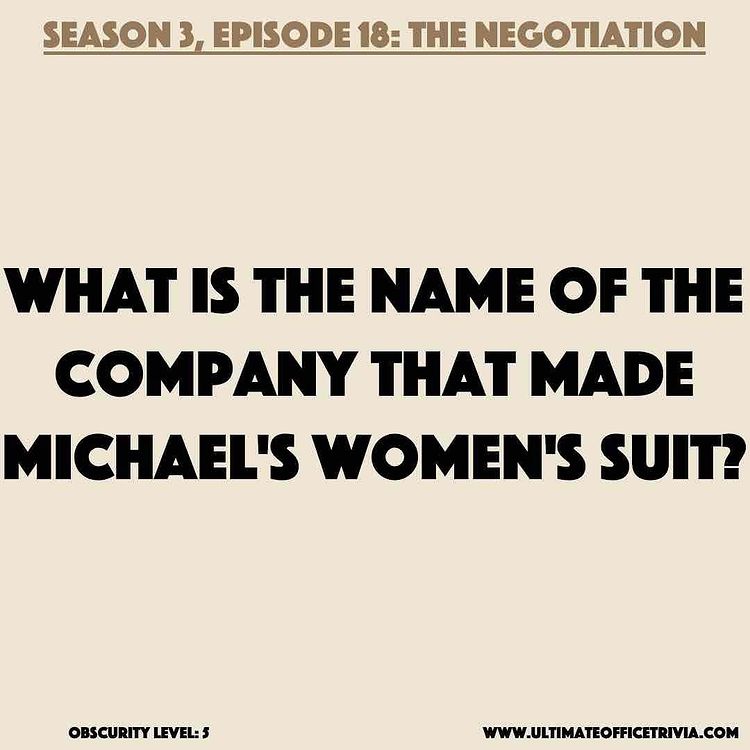 SEASON 3, EPISODE 18: THE NEGOTIATION
WHAT IS THE NAME OF THE
COMPANY THAT MADE
MICHAEL'S WOMEN'S SUIT?
OBSCURITY LEVEL: 5
WWW.ULTIMATEOFFICETRIVIA.COM